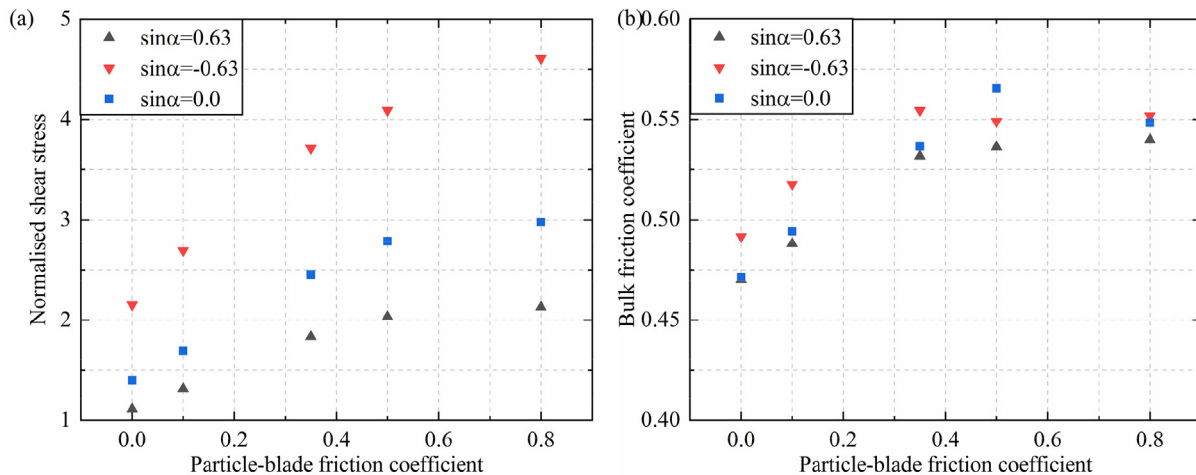 (a)
5
4
3
2
1
Normalised shear stress
sinα=0.63
sinα=-0.63
sinα=0.0
0.0 0.2 0.4 0.6 0.8
Particle-blade friction coefficient
(b)
0.60
0.55
0.50
0.45
0.40
Bulk friction coefficient
sinα=0.63
sinα=-0.63
sinα=0.0
0.0 0.2 0.4 0.6 0.8
Particle-blade friction coefficient